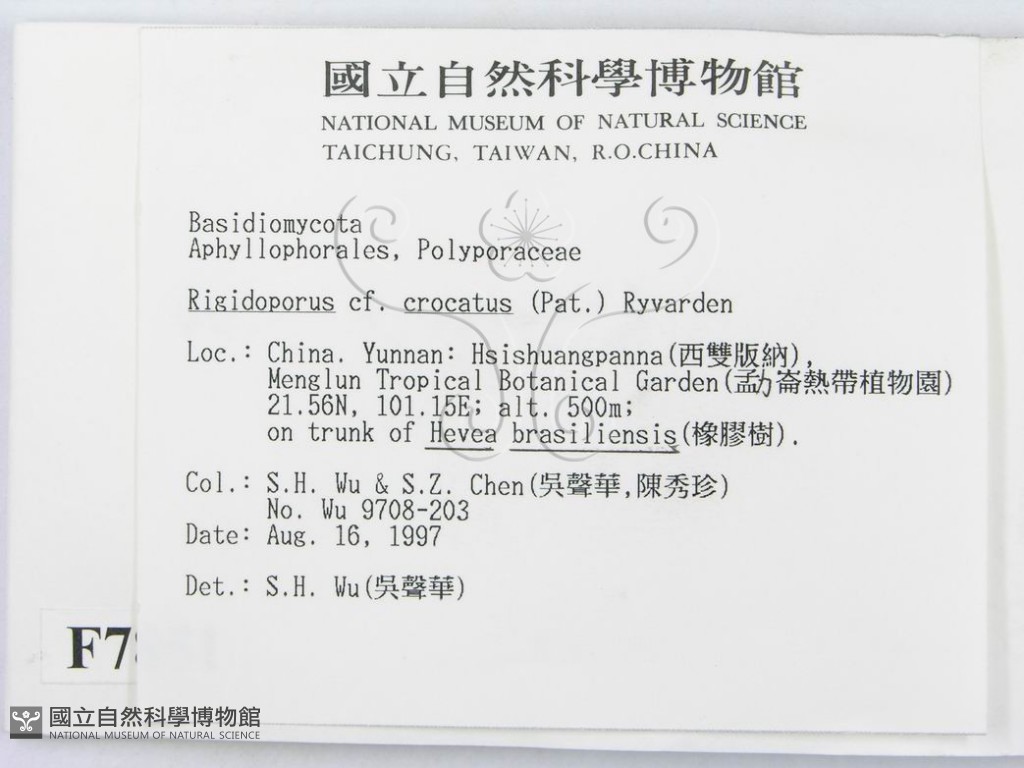 國立自然科學博物館
NATIONAL MUSEUM OF NATURAL SCIENCE
TAICHUNG, TAIWAN, R.O.CHINA
Basidiomycota
Aphyllophorales, Polyporaceae
Rigidoporus cf. crocatus (Pat.) Ryvarden
Loc.: China. Yunnan: Hsishuangpanna(西雙版納),
Menglun Tropical Botanical Garden(孟力崙熱帶植物園)
21.56N, 101.15E; alt. 500m;
on trunk of Hevea brasiliensis(橡膠樹).
Col.: S.H. Wu & S.Z. Chen(吳聲華,陳秀珍)
No. Wu 9708-203
Date: Aug. 16, 1997
Det.: S.H. Wu(吳聲華)
國立自然科學博物館
NATIONAL MUSEUM OF NATURAL SCIENCE